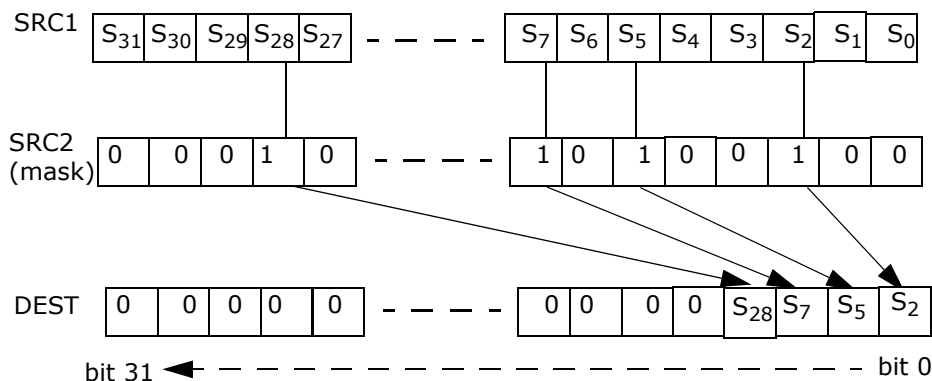 SRC1 S31 S30 S29 S28 S27 S7 S6 S5 S4 S3 S2 S1 S0
SRC2
(mask) 0 0 0 1 0 1 0 1 0 0 1 0 0
DEST 0 0 0 0 0 0 0 0 0 S28 S7 S5 S2
bit 31 bit 0